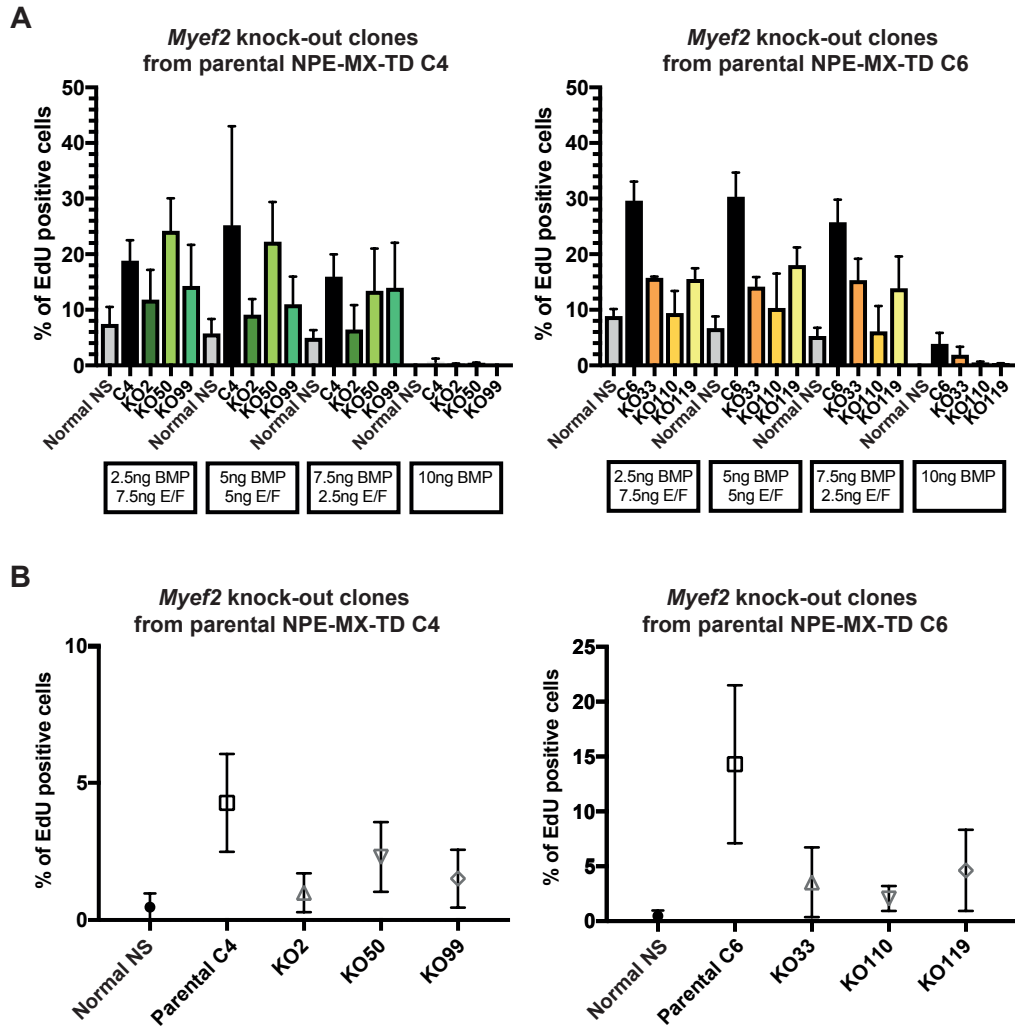 A
Myef2 knock-out clones
from parental NPE-MX-TD C4
% of EdU positive cells
50
40
30
20
10
0
Normal NS
C4
KO2
KO50
KO99
Normal NS
C4
KO2
KO50
KO99
Normal NS
C4
KO2
KO50
KO99
Normal NS
C4
KO2
KO50
KO99
2.5ng BMP
7.5ng E/F
5ng BMP
5ng E/F
7.5ng BMP
2.5ng E/F
10ng BMP
Myef2 knock-out clones
from parental NPE-MX-TD C6
% of EdU positive cells
50
40
30
20
10
0
Normal NS
C6
KO33
KO110
KO119
Normal NS
C6
KO33
KO110
KO119
Normal NS
C6
KO33
KO110
KO119
Normal NS
C6
KO33
KO110
KO119
2.5ng BMP
7.5ng E/F
5ng BMP
5ng E/F
7.5ng BMP
2.5ng E/F
10ng BMP
B
Myef2 knock-out clones
from parental NPE-MX-TD C4
% of EdU positive cells
10
5
0
Normal NS
Parental C4
KO2
KO50
KO99
Myef2 knock-out clones
from parental NPE-MX-TD C6
% of EdU positive cells
25
20
15
10
5
0
Normal NS
Parental C6
KO33
KO110
KO119